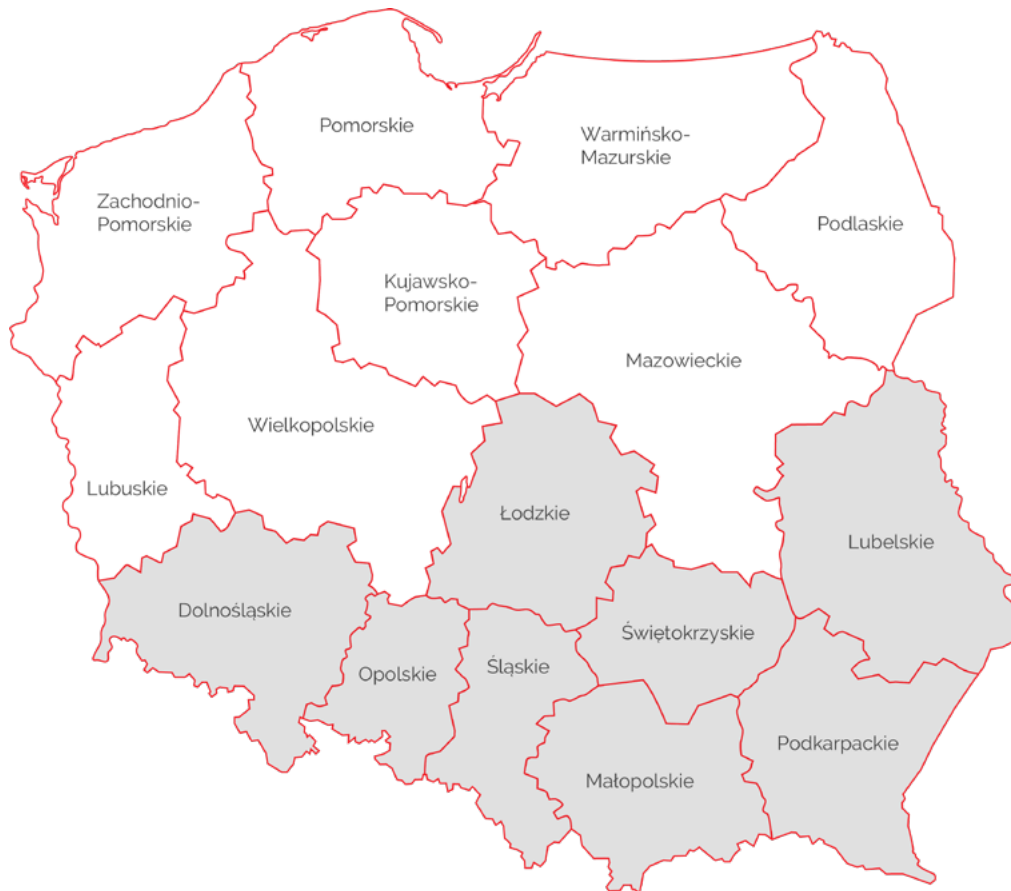 Pomorskie
Warmińsko-
Mazurskie
Zachodnio-
Pomorskie
Podlaskie
Kujawsko-
Pomorskie
Mazowieckie
Wielkopolskie
Lubuskie
Łodzkie
Lubelskie
Dolnośląskie
Świętokrzyskie
Opolskie
Śląskie
Podkarpackie
Małopolskie